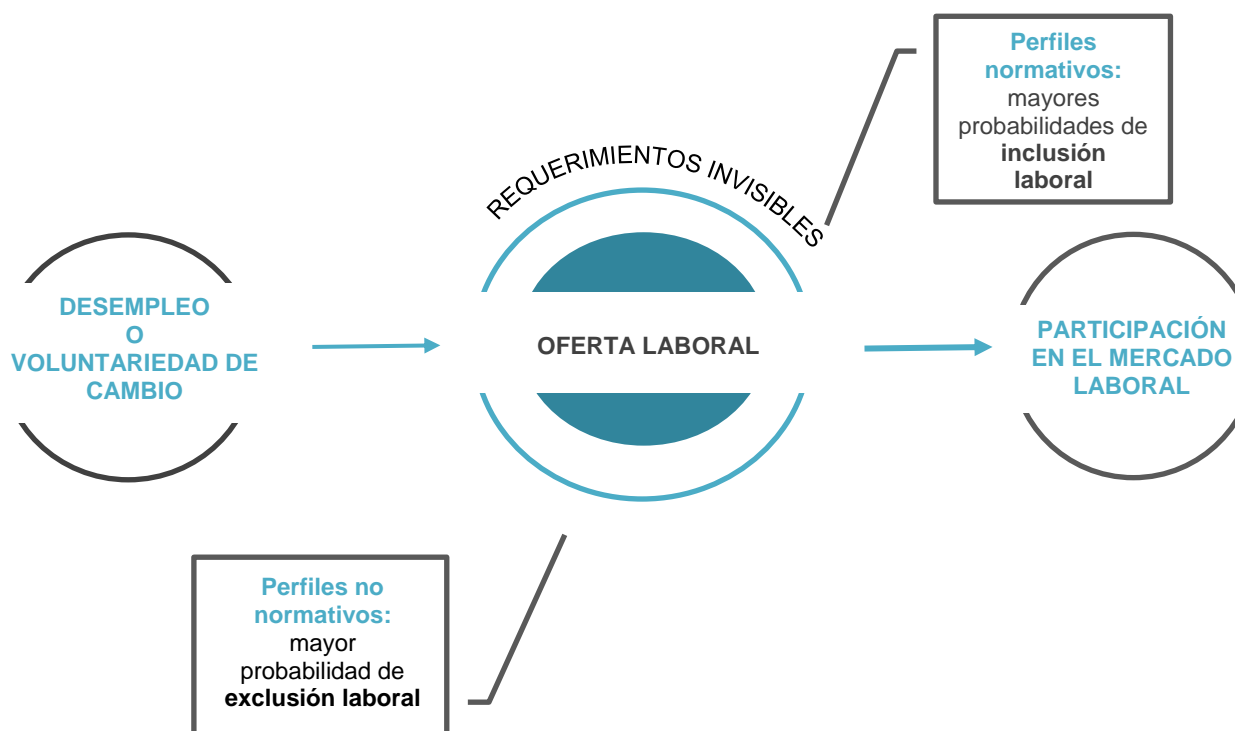 Perfiles
normativos:
mayores
probabilidades de
inclusión
laboral
REQUERIMIENTOS INVISIBLES
DESEMPLEO
O
VOLUNTARIEDAD DE
CAMBIO
OFERTA LABORAL
PARTICIPACIÓN
EN EL MERCADO
LABORAL
Perfiles no
normativos:
mayor
probabilidad de
exclusión laboral